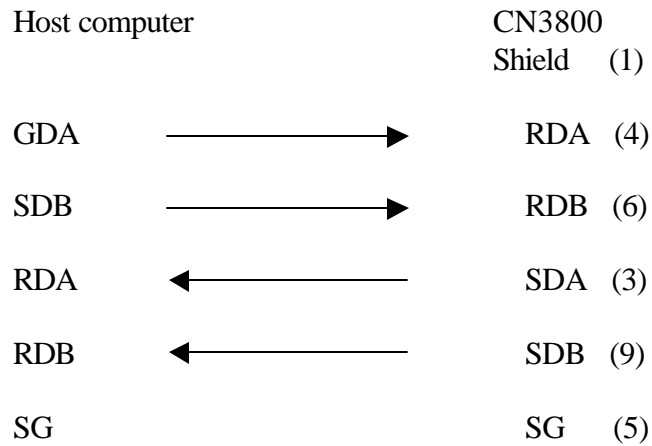 Host computer CN3800
Shield (1)
GDA RDA (4)
SDB RDB (6)
RDA SDA (3)
RDB SDB (9)
SG SG (5)